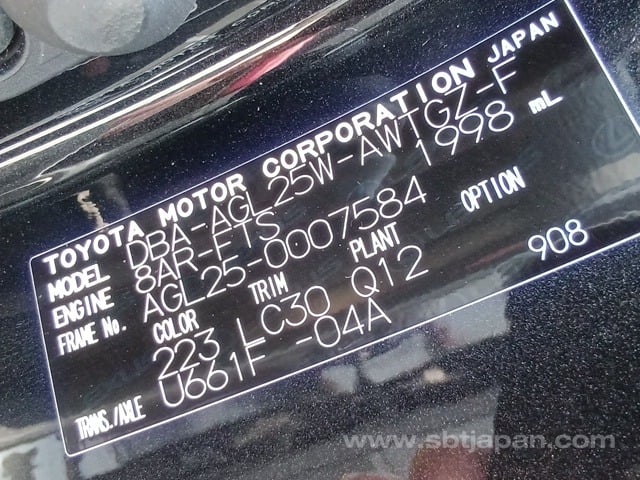 TOYOTA MOTOR CORPORATION JAPAN
MODEL DBA-AGL25W-AWTGZ-F
ENGINE 8AR-FTS 1998 mL
FRAME No. AGL25-0007584
COLOR TRIM PLANT OPTION
223 LC30 Q12 908
TRANS./AXLE U661F -04A
www.sbtjapan.com